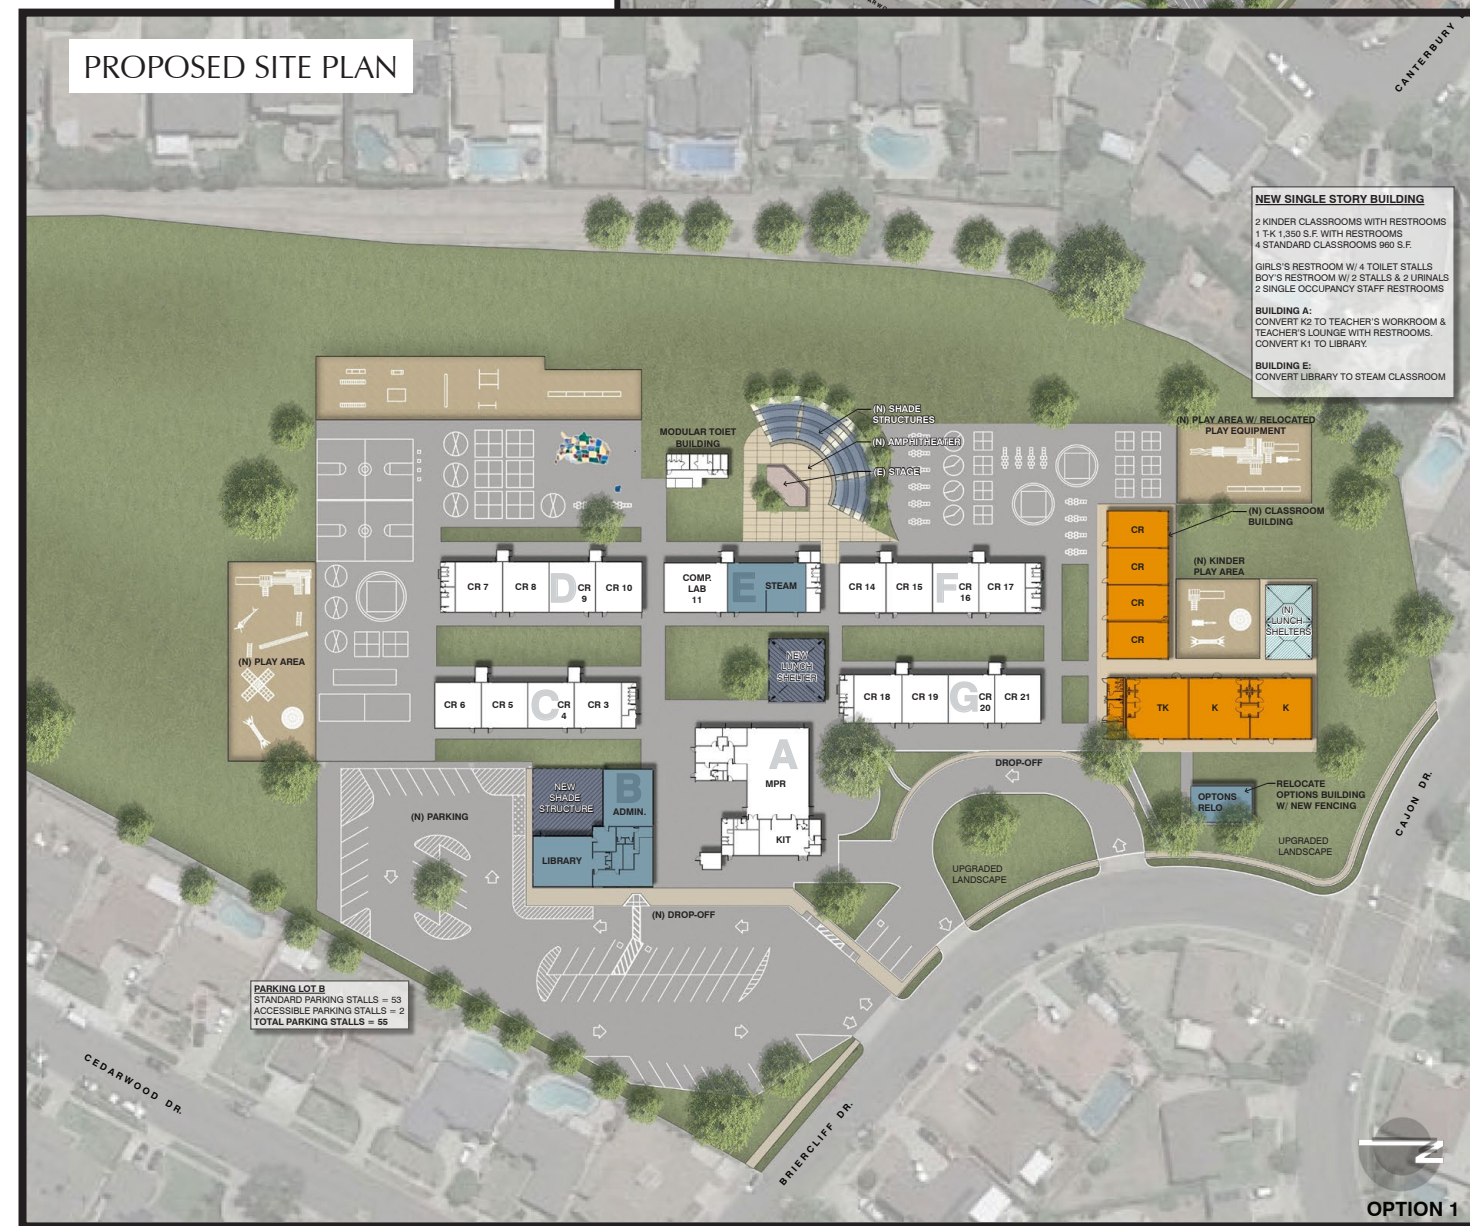 PROPOSED SITE PLAN
CANTERBURY
NEW SINGLE STORY BUILDING
2 KINDER CLASSROOMS WITH RESTROOMS
1 T-K 1,350 S.F. WITH RESTROOMS
4 STANDARD CLASSROOMS 960 S.F.
GIRLS'S RESTROOM W/ 4 TOILET STALLS
BOY'S RESTROOM W/ 2 STALLS & 2 URINALS
2 SINGLE OCCUPANCY STAFF RESTROOMS
BUILDING A:
CONVERT K2 TO TEACHER'S WORKROOM &
TEACHER'S LOUNGE WITH RESTROOMS.
CONVERT K1 TO LIBRARY.
BUILDING E:
CONVERT LIBRARY TO STEAM CLASSROOM
(N) SHADE
STRUCTURES
(N) AMPHITHEATER
(E) STAGE
MODULAR TOIET
BUILDING
(N) PLAY AREA W/ RELOCATED
PLAY EQUIPMENT
(N) CLASSROOM
BUILDING
(N) KINDER
PLAY AREA
(N)
LUNCH
SHELTERS
CR
CR
CR
CR
CR 7
CR 8
D
CR
9
CR 10
COMP.
LAB
11
E
STEAM
CR 14
CR 15
F
CR
16
CR 17
(N) PLAY AREA
NEW
LUNCH
SHELTER
CR 6
CR 5
C
CR
4
CR 3
CR 18
CR 19
G
CR
20
CR 21
TK
K
K
A
MPR
KIT
NEW
SHADE
STRUCTURE
B
ADMIN.
LIBRARY
(N) PARKING
DROP-OFF
OPTONS
RELO
RELOCATE
OPTIONS BUILDING
W/ NEW FENCING
UPGRADED
LANDSCAPE
UPGRADED
LANDSCAPE
CAJON DR.
(N) DROP-OFF
PARKING LOT B
STANDARD PARKING STALLS = 53
ACCESSIBLE PARKING STALLS = 2
TOTAL PARKING STALLS = 55
CEDARWOOD DR.
BRIERCLIFF DR.
N
OPTION 1